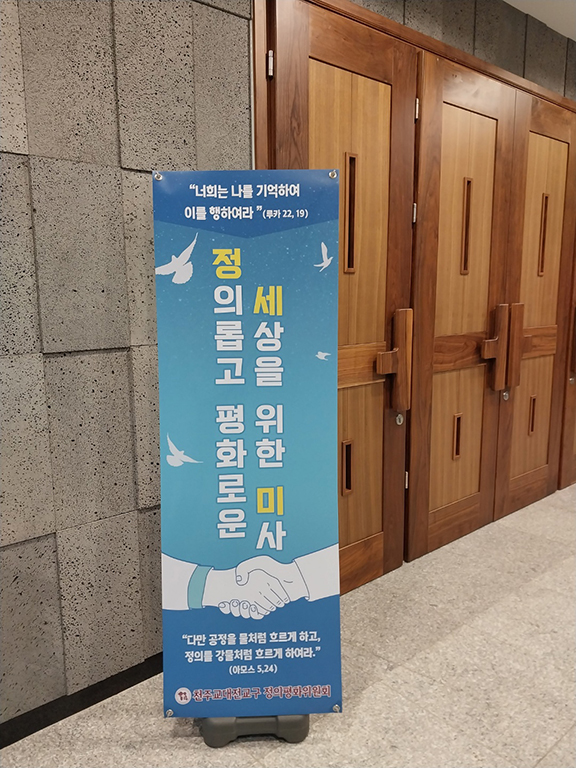 “너희는 나를 기억하여
이를 행하여라 ” (루카 22, 19)
정의롭고 평화로운
세상을 위한 미사
“다만 공정을 물처럼 흐르게 하고,
정의를 강물처럼 흐르게 하여라.”
(아모스 5,24)
천주교대전교구 정의평화위원회